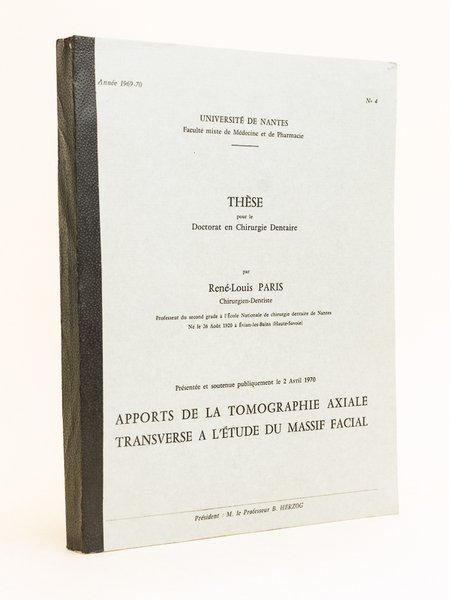 Année 1969-70
N° 4
UNIVERSITÉ DE NANTES
Faculté mixte de Médecine et de Pharmacie
THÈSE
pour le
Doctorat en Chirurgie Dentaire
par
René-Louis PARIS
Chirurgien-Dentiste
Professeur du second grade à l'École Nationale de chirurgie dentaire de Nantes
Né le 26 Août 1920 à Évian-les-Bains (Haute-Savoie)
Présentée et soutenue publiquement le 2 Avril 1970
APPORTS DE LA TOMOGRAPHIE AXIALE
TRANSVERSE A L'ÉTUDE DU MASSIF FACIAL
Président : M. le Professeur B. HERZOG